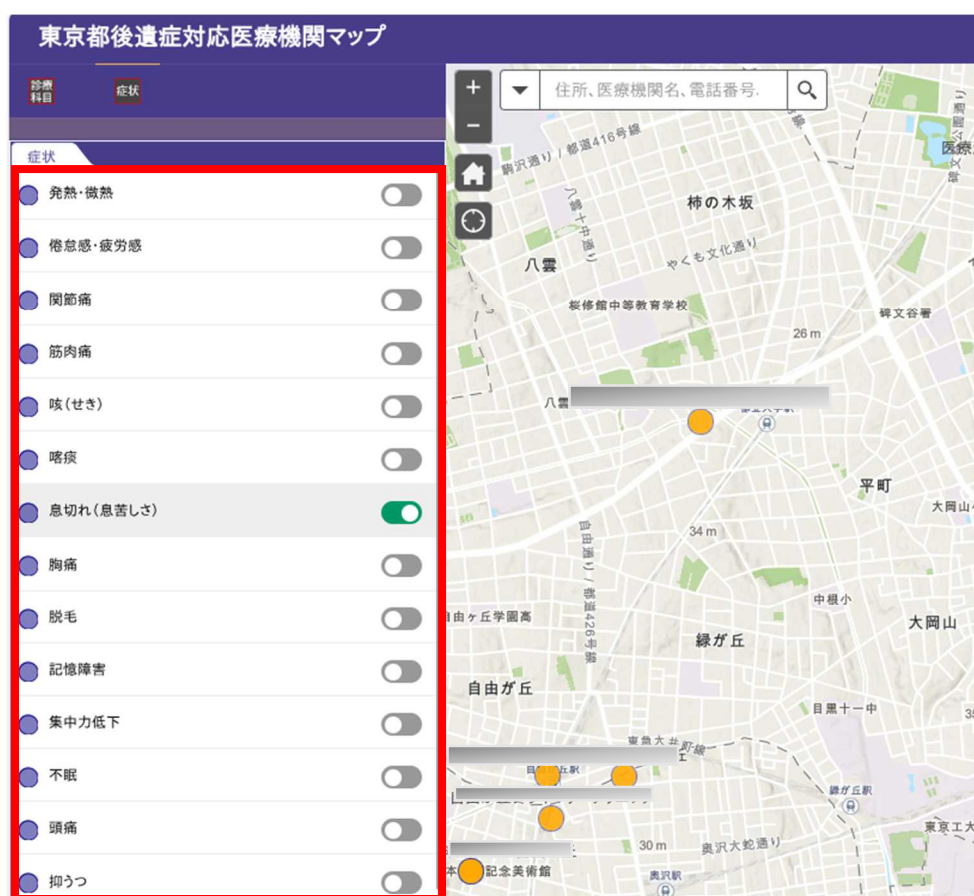 東京都後遺症対応医療機関マップ
診療
科目
症状
症状
発熱・微熱
倦怠感・疲労感
関節痛
筋肉痛
咳(せき)
喀痰
息切れ(息苦しさ)
胸痛
脱毛
記憶障害
集中力低下
不眠
頭痛
抑うつ
+
−
住所、医療機関名、電話番号.
駒沢通り / 都道416号線
柿の木坂
八雲
やくも文化通り
桜修館中等教育学校
碑文谷署
26 m
八雲
平町
大岡山
34 m
自由通り / 都道426号線
中根小
由ヶ丘学園高
緑が丘
大岡山
自由が丘
目黒十一中
東急大井町線
緑が丘駅
東京工大
30 m
奥沢大蛇通り
記念美術館
奥沢駅